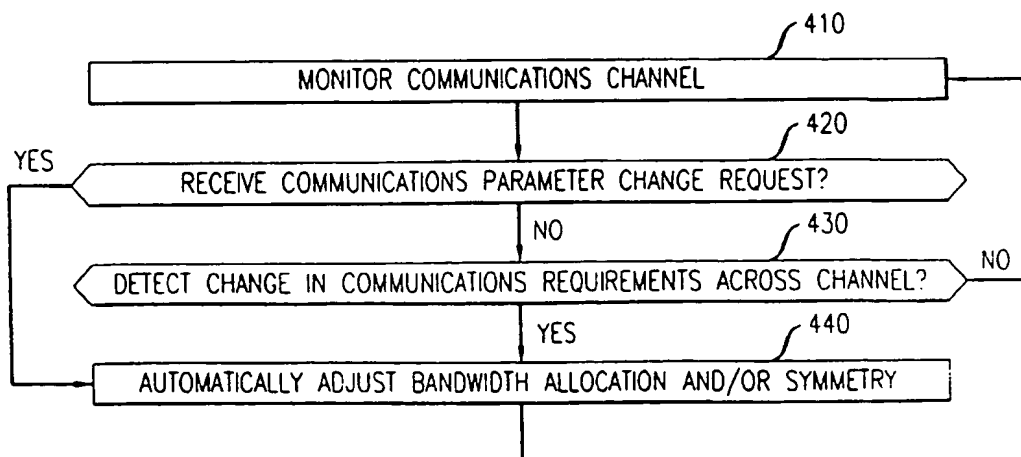 410
MONITOR COMMUNICATIONS CHANNEL
420
YES
RECEIVE COMMUNICATIONS PARAMETER CHANGE REQUEST?
NO
430
DETECT CHANGE IN COMMUNICATIONS REQUIREMENTS ACROSS CHANNEL?
NO
YES
440
AUTOMATICALLY ADJUST BANDWIDTH ALLOCATION AND/OR SYMMETRY